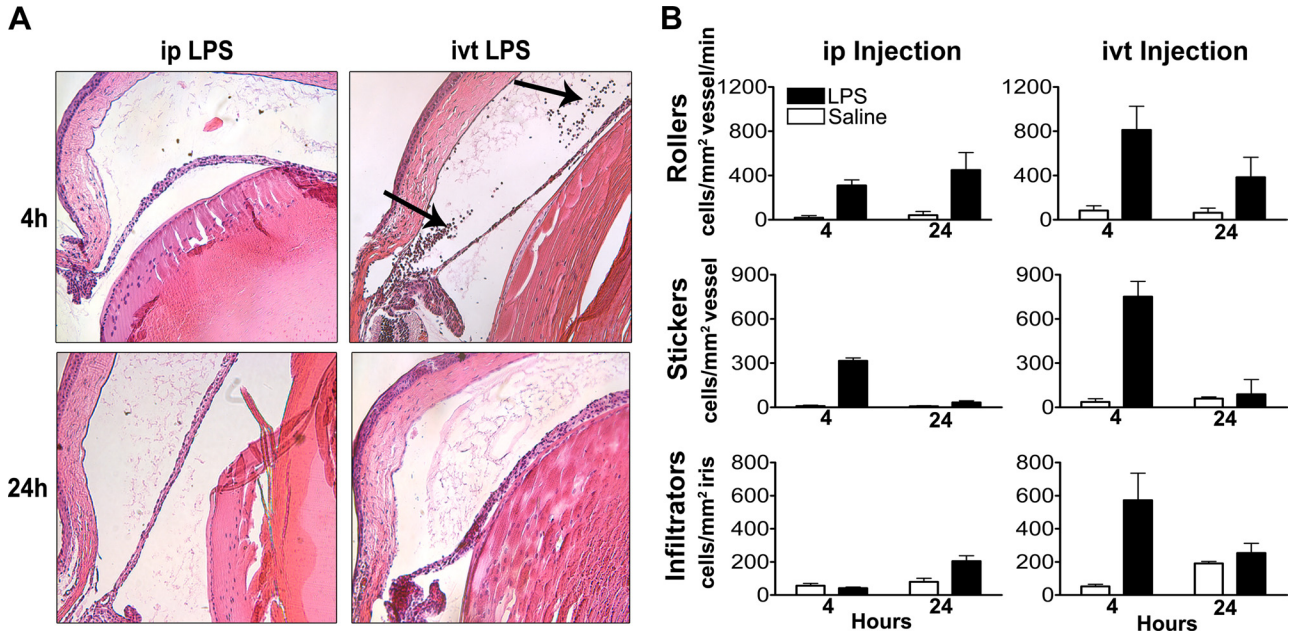 A
ip LPS
ivt LPS
4h
24h
B
ip Injection
ivt Injection
Rollers
cells/mm² vessel/min
1200
800
400
0
LPS
Saline
4
24
1200
800
400
0
4
24
Stickers
cells/mm² vessel
900
600
300
0
4
24
900
600
300
0
4
24
Infiltrators
cells/mm² iris
800
600
400
200
0
4
24
Hours
800
600
400
200
0
4
24
Hours